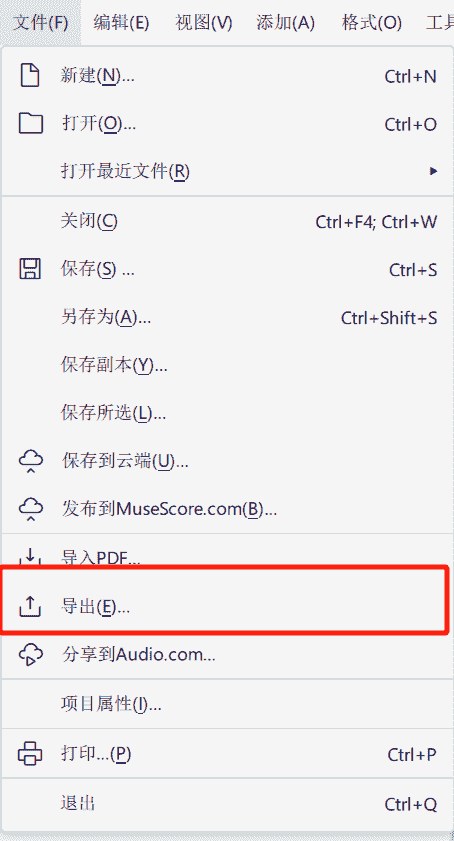 文件(F) 编辑(E) 视图(V) 添加(A) 格式(O)
新建(N)... Ctrl+N
打开(O)... Ctrl+O
打开最近文件(R)
关闭(C) Ctrl+F4; Ctrl+W
保存(S) ... Ctrl+S
另存为(A)... Ctrl+Shift+S
保存副本(Y)...
保存所选(L)...
保存到云端(U)...
发布到MuseScore.com(B)...
导入PDF...
导出(E)...
分享到Audio.com...
项目属性(I)...
打印...(P) Ctrl+P
退出 Ctrl+Q